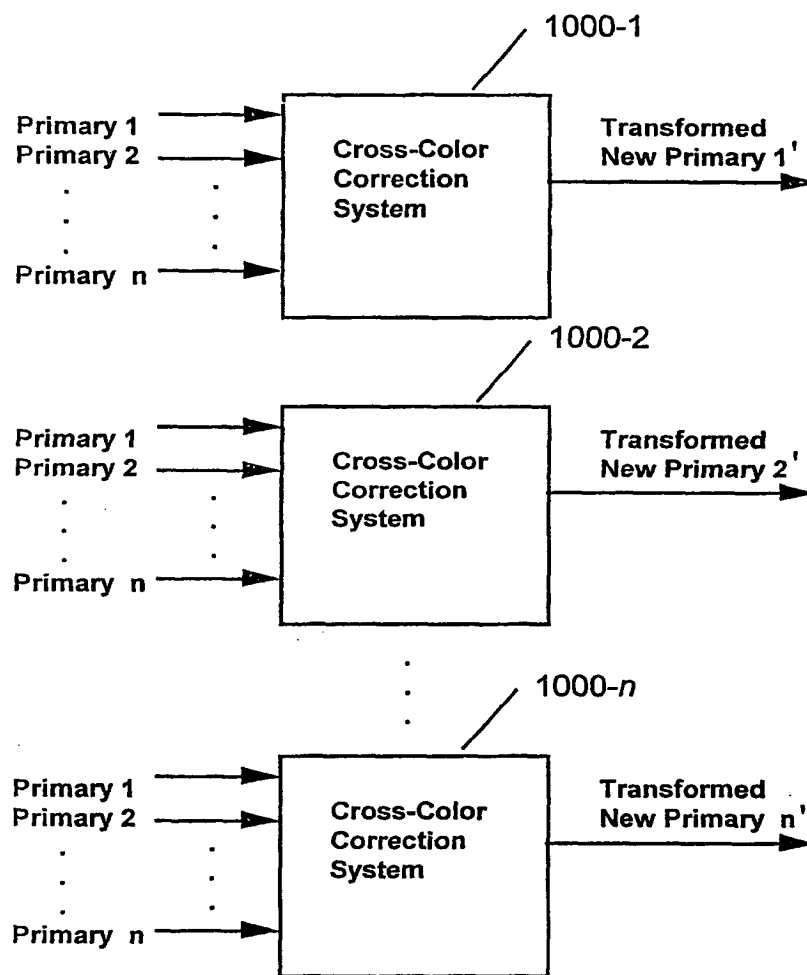 1000-1
Primary 1
Primary 2
Primary n
Cross-Color
Correction
System
Transformed
New Primary 1'
1000-2
Primary 1
Primary 2
Primary n
Cross-Color
Correction
System
Transformed
New Primary 2'
1000-n
Primary 1
Primary 2
Primary n
Cross-Color
Correction
System
Transformed
New Primary n'